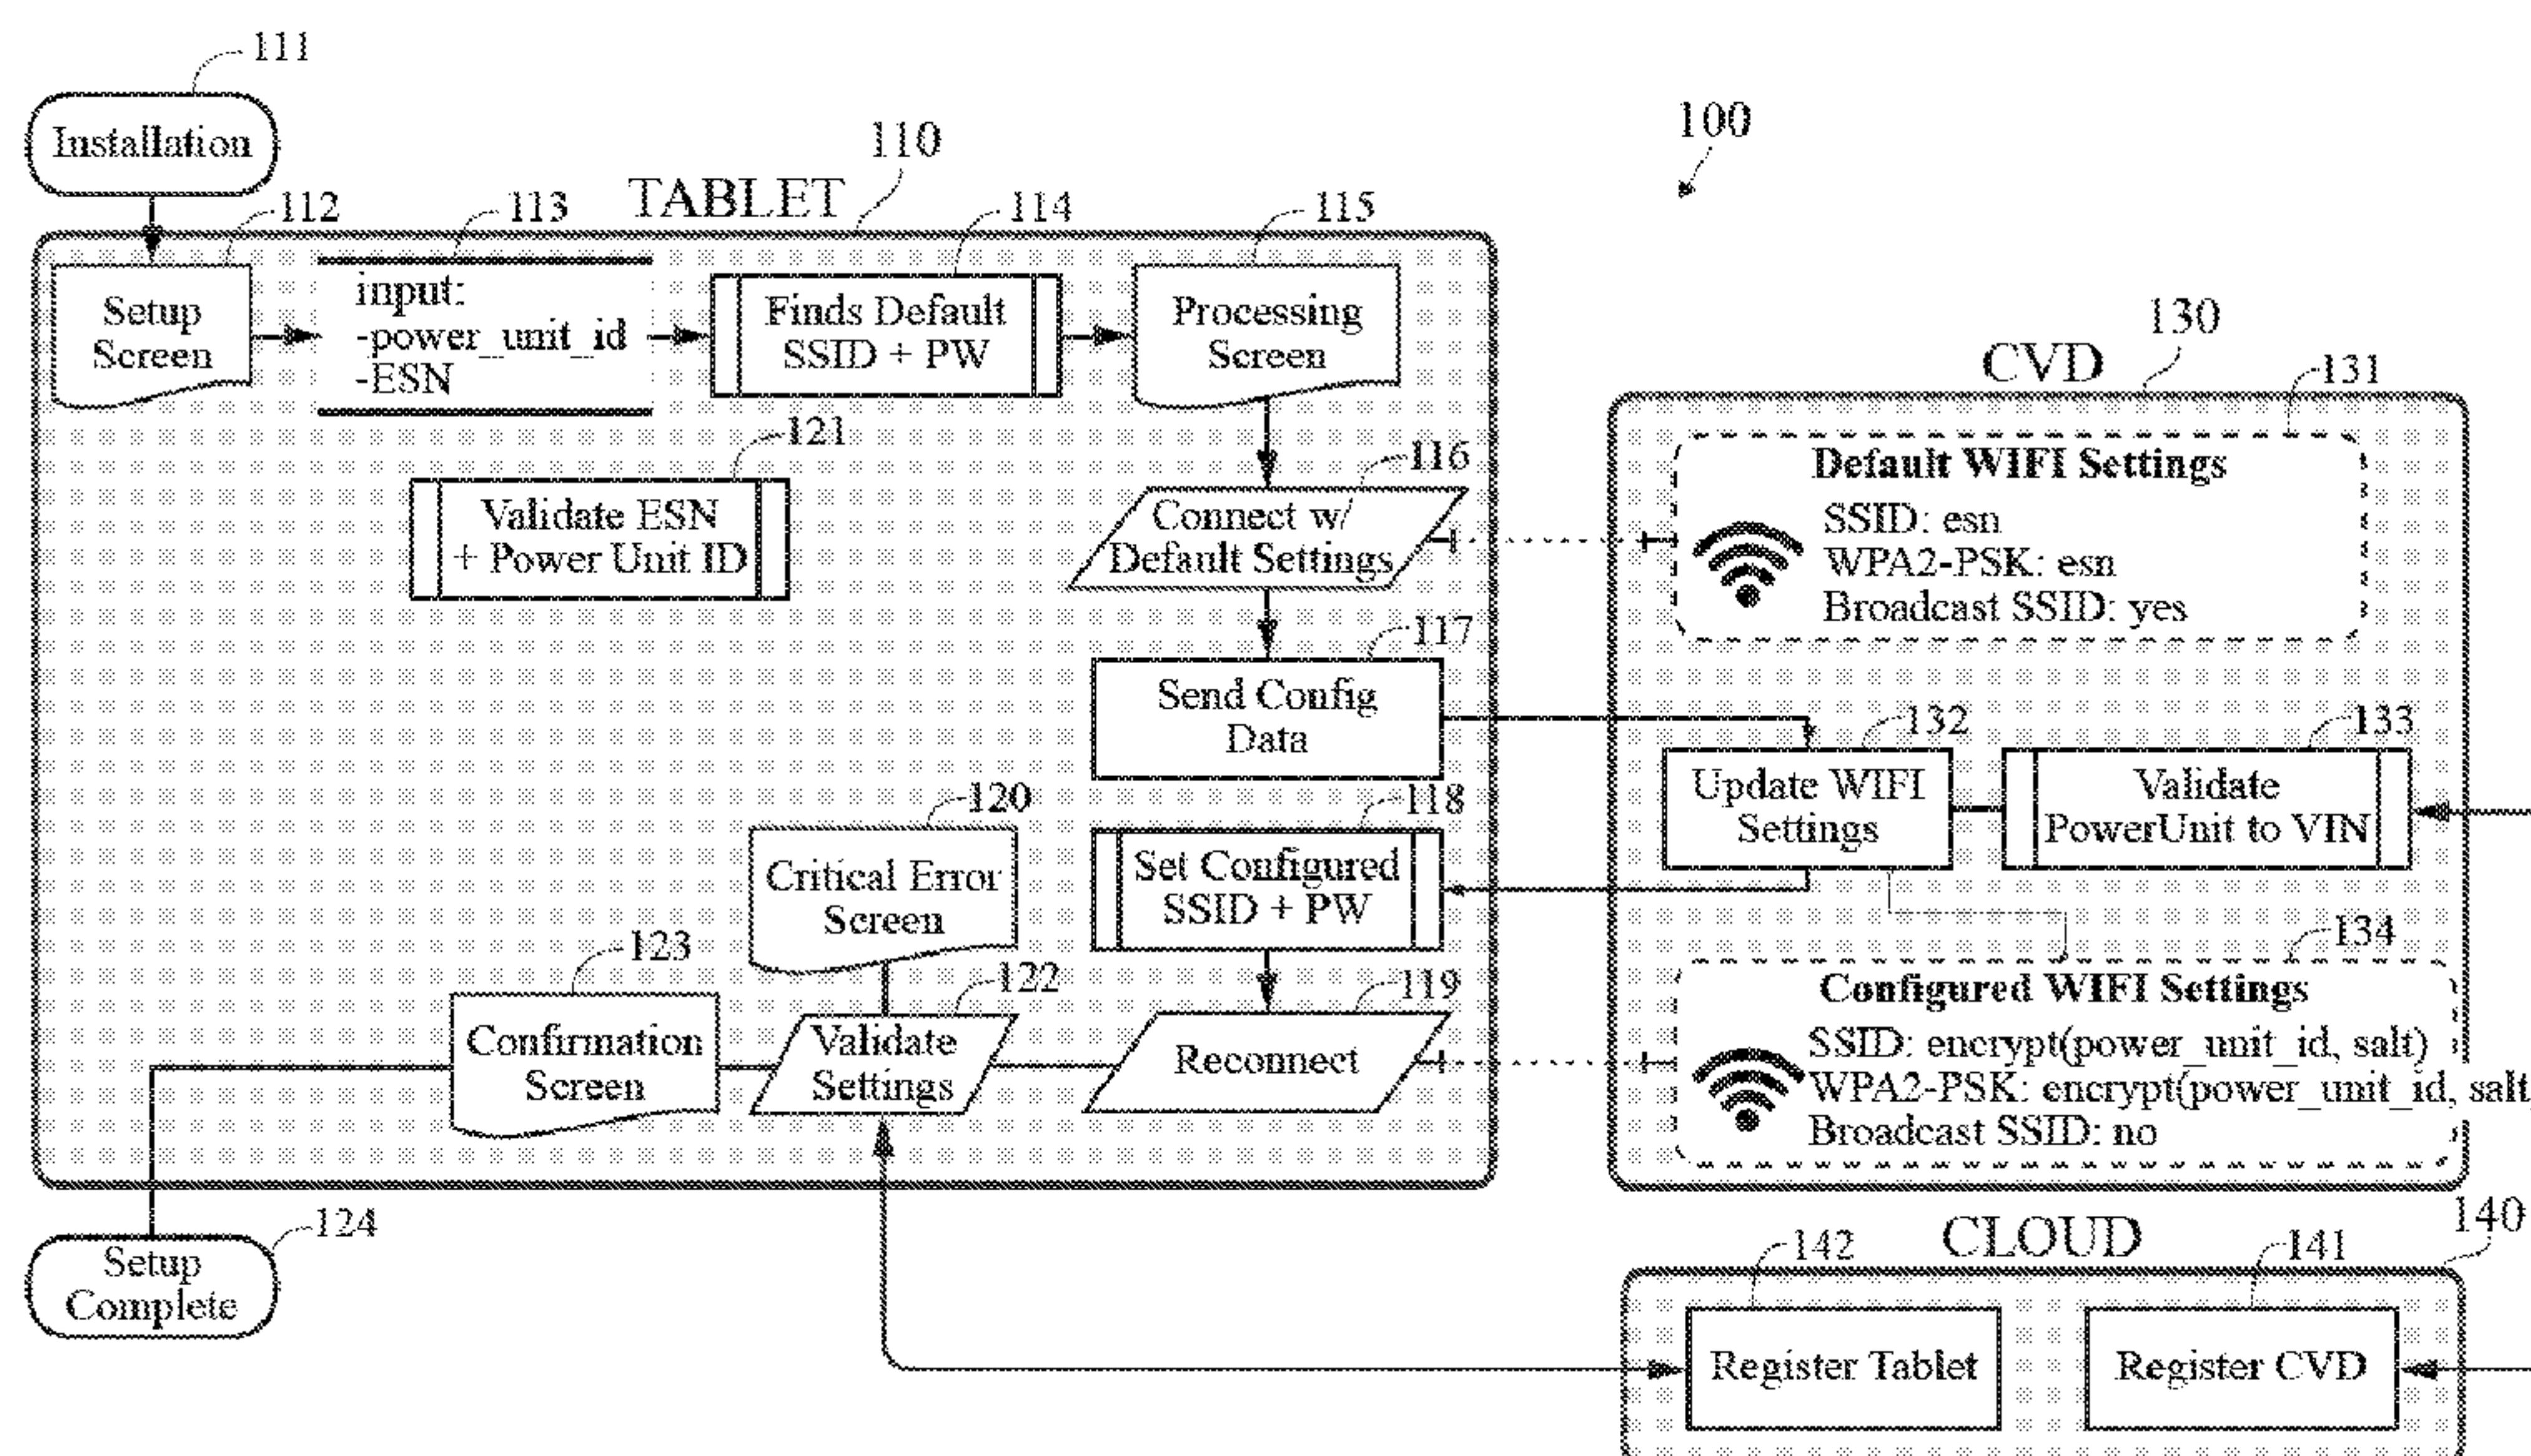 111
Installation
110
100
TABLET
112
113
114
115
Setup
Screen
input:
-power_unit_id
-ESN
Finds Default
SSID + PW
Processing
Screen
121
Validate ESN
+ Power Unit ID
116
Connect w/
Default Settings
117
Send Config
Data
118
Set Configured
SSID + PW
120
Critical Error
Screen
123
Confirmation
Screen
122
Validate
Settings
119
Reconnect
124
Setup
Complete
130
CVD
131
Default WIFI Settings
SSID: esn
WPA2-PSK: esn
Broadcast SSID: yes
132
Update WIFI
Settings
133
Validate
PowerUnit to VIN
134
Configured WIFI Settings
SSID: encrypt(power_unit_id, salt)
WPA2-PSK: encrypt(power_unit_id, salt
Broadcast SSID: no
140
CLOUD
142
Register Tablet
141
Register CVD